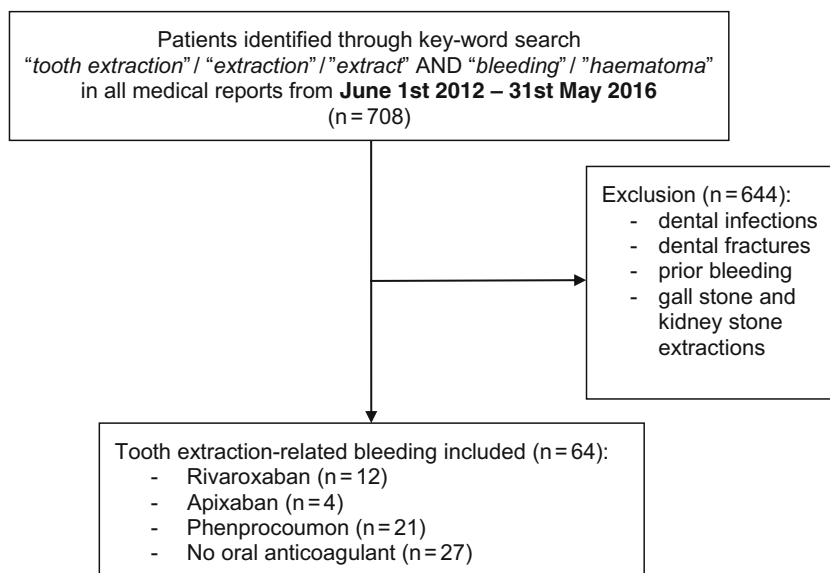 Patients identified through key-word search
“tooth extraction” / “extraction” / ”extract” AND “bleeding” / ”haematoma”
in all medical reports from June 1st 2012 – 31st May 2016
(n = 708)
Exclusion (n = 644):
- dental infections
- dental fractures
- prior bleeding
- gall stone and
kidney stone
extractions
Tooth extraction-related bleeding included (n = 64):
- Rivaroxaban (n = 12)
- Apixaban (n = 4)
- Phenprocoumon (n = 21)
- No oral anticoagulant (n = 27)